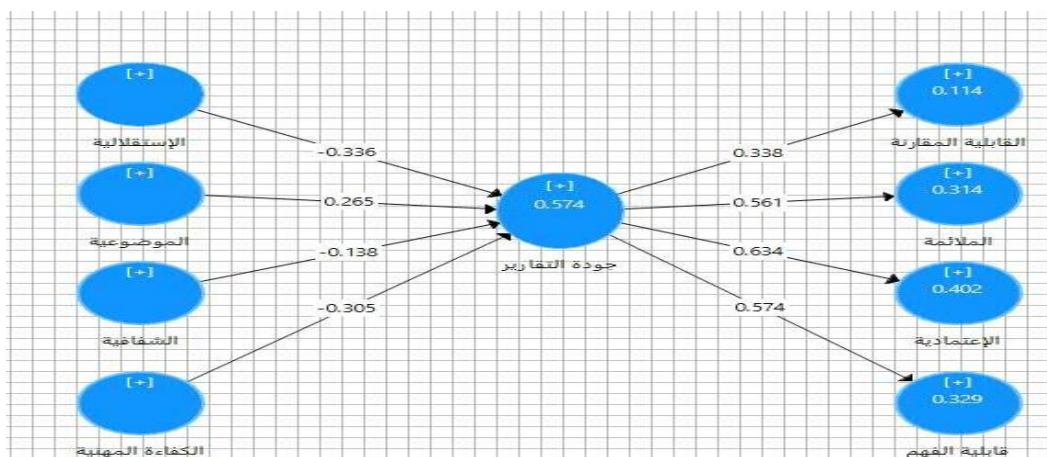 [+]
الإستقلالية
[+]
الموضوعية
[+]
الشفافية
[+]
الكفاءة المهنية
-0.336
0.265
-0.138
-0.305
[+]
0.574
جودة التقارير
0.338
0.561
0.634
0.574
[+]
0.114
القابلية المقارنة
[+]
0.314
الملائمة
[+]
0.402
الإعتمادية
[+]
0.329
قابلية الفهم